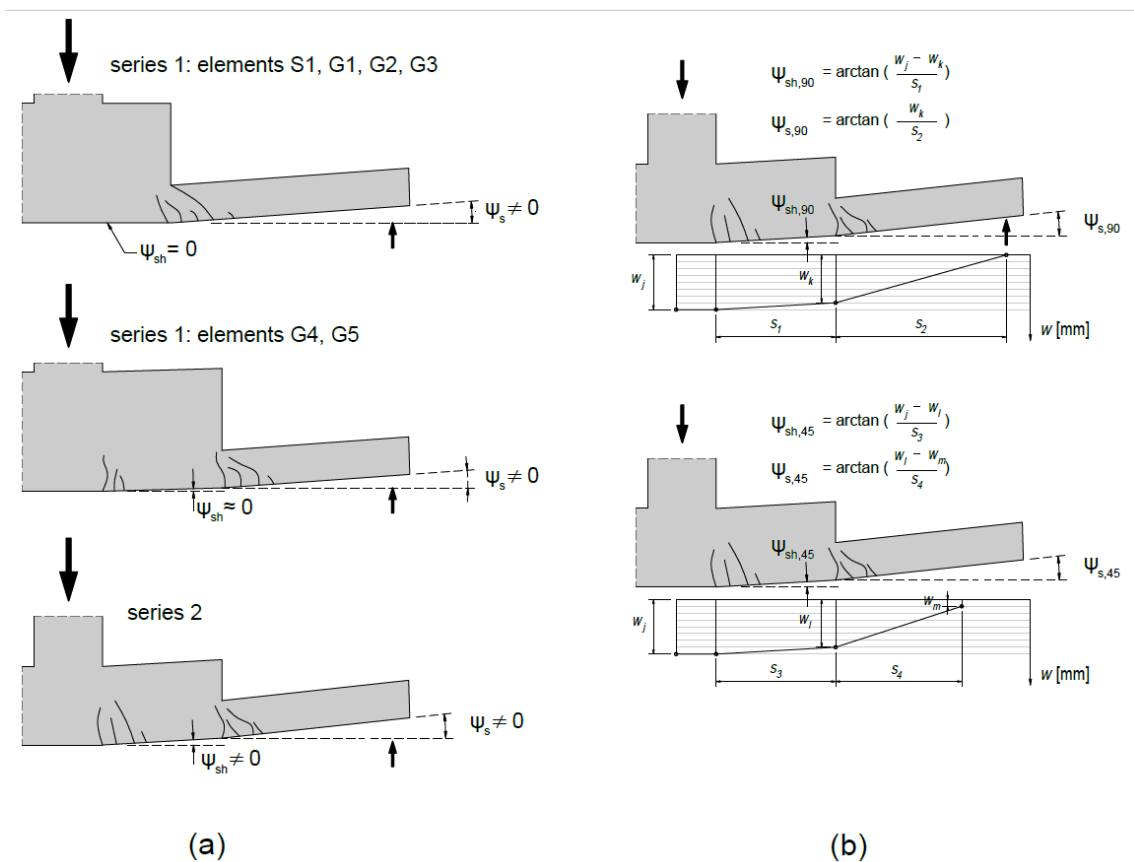 series 1: elements S1, G1, G2, G3
ψs ≠ 0
ψsh = 0
series 1: elements G4, G5
ψs ≠ 0
ψsh ≈ 0
series 2
ψs ≠ 0
ψsh ≠ 0
(a)
ψsh,90 = arctan ( (wj − wk) / s1 )
ψs,90 = arctan ( wk / s2 )
ψsh,90
ψs,90
wj
wk
s1
s2
w [mm]
ψsh,45 = arctan ( (wj − wl) / s3 )
ψs,45 = arctan ( (wl − wm) / s4 )
ψsh,45
ψs,45
wj
wl
wm
s3
s4
w [mm]
(b)